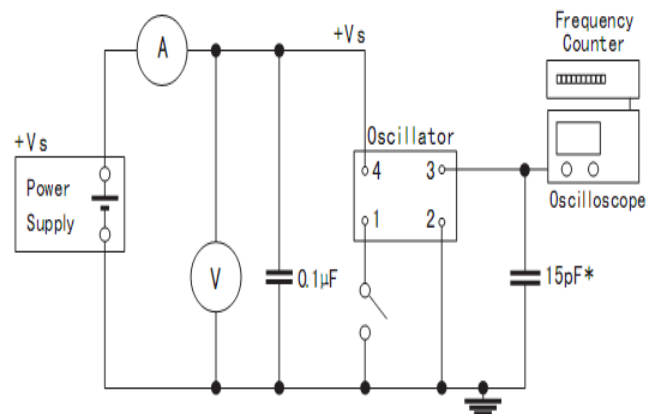 Frequency
Counter
+Vs
A
+Vs
Oscillator
Power
Supply
4
3
1
2
Oscilloscope
V
0.1μF
15pF*